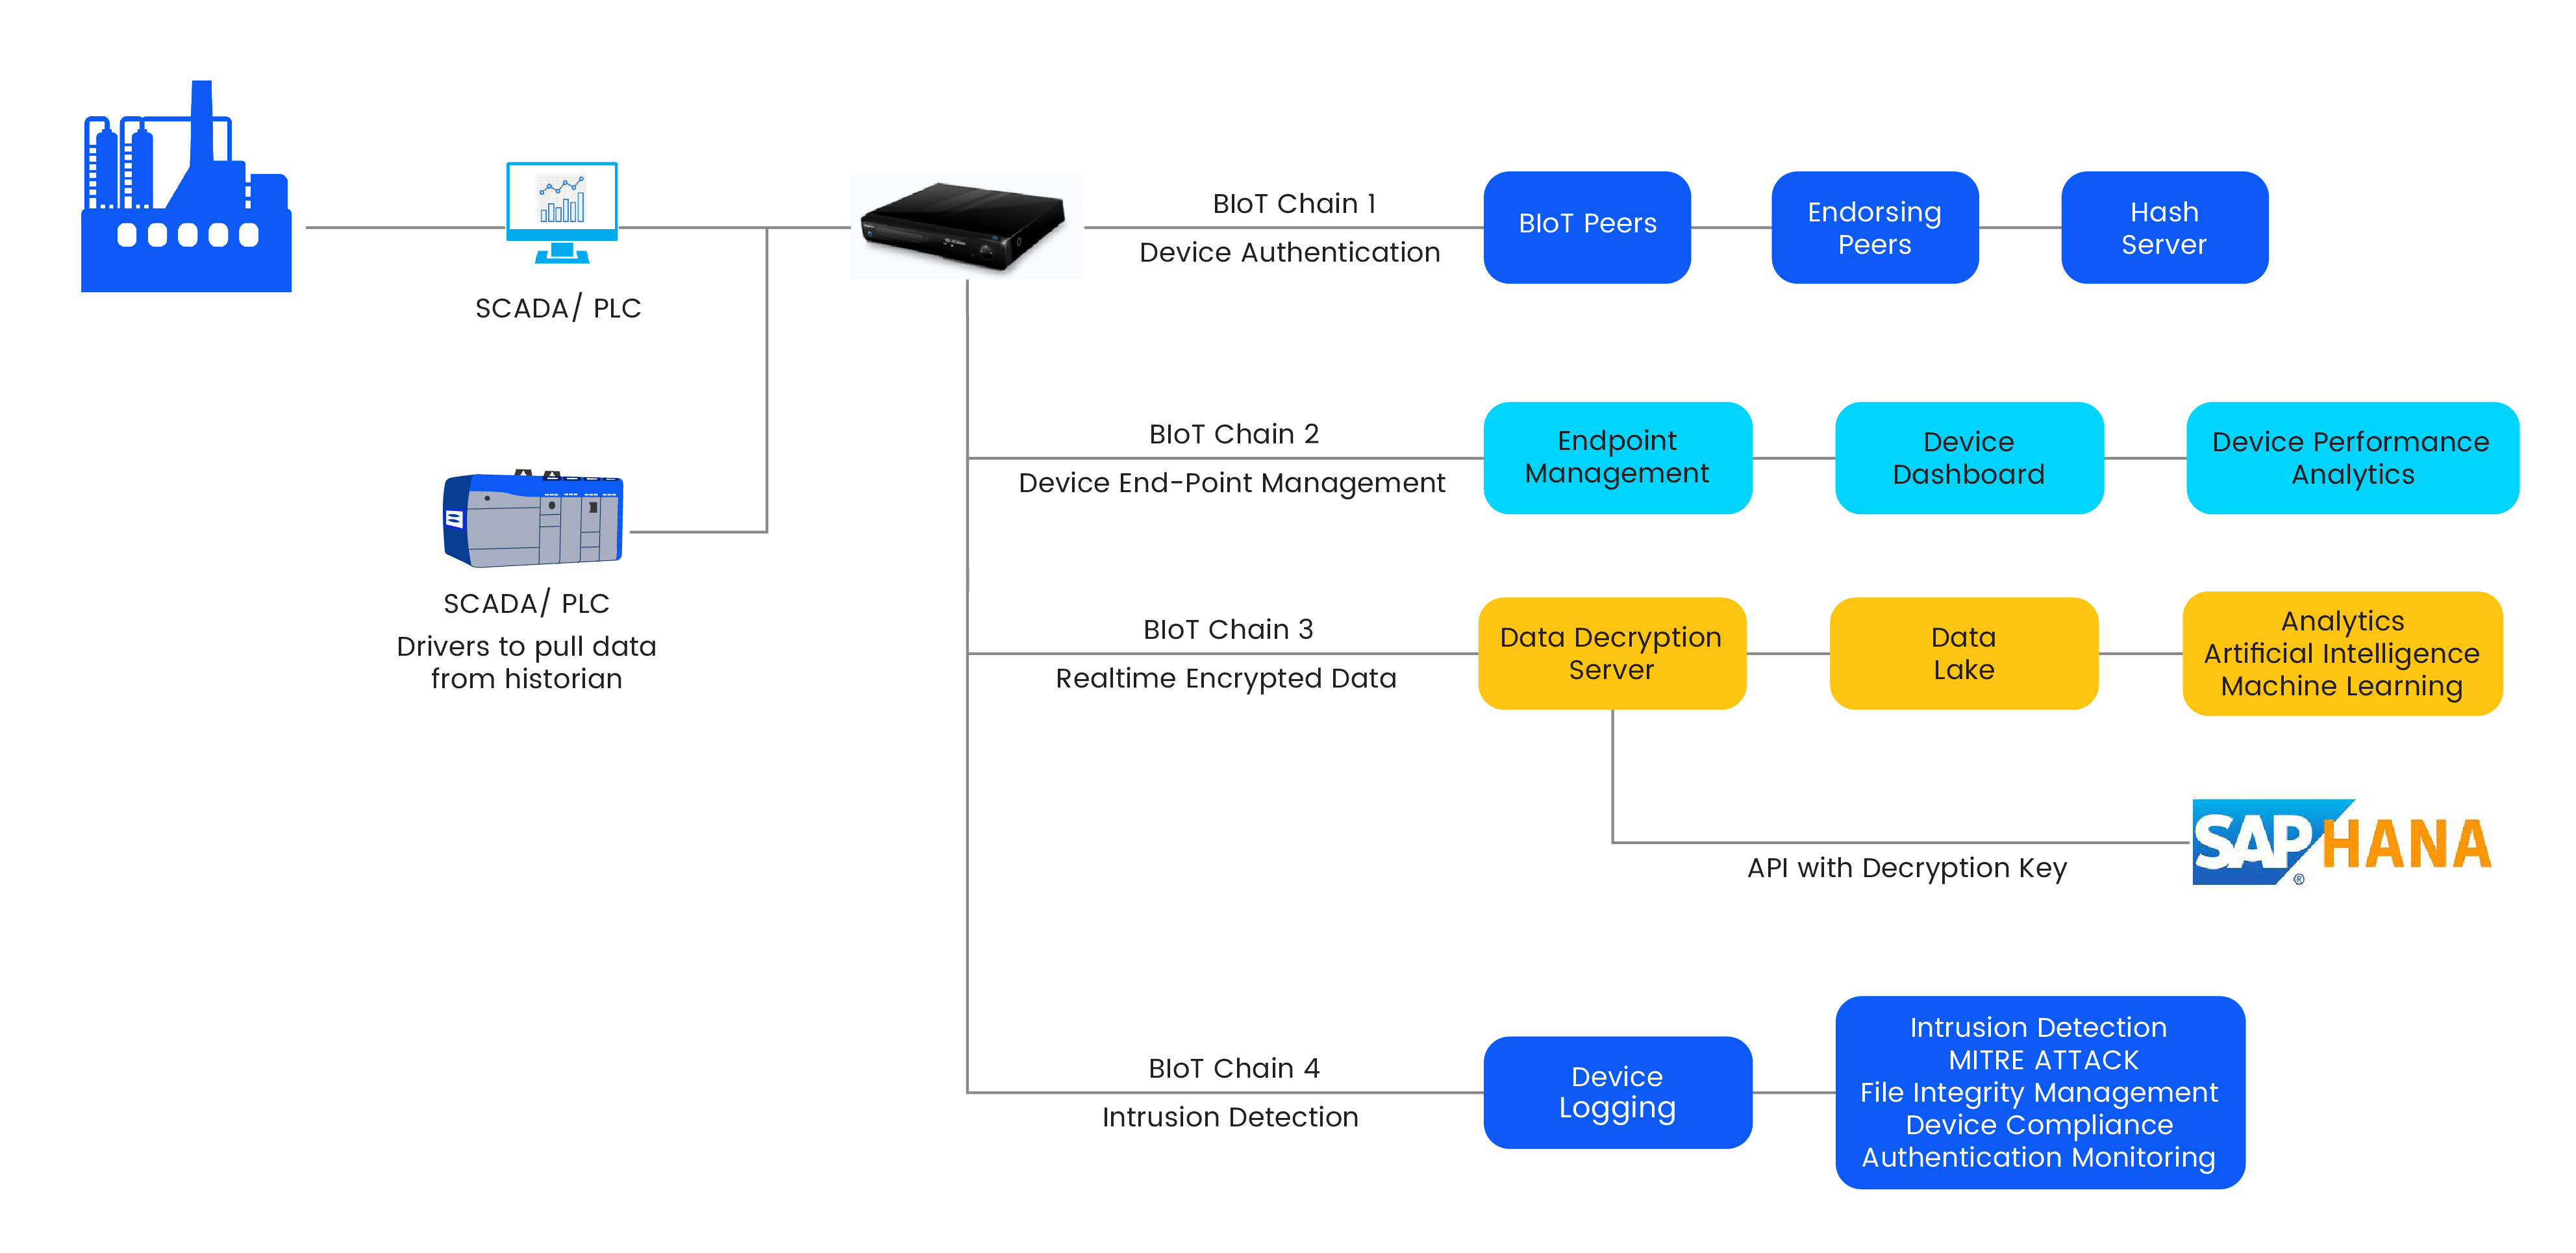 SCADA/ PLC
SCADA/ PLC
Drivers to pull data
from historian
BIoT Chain 1
Device Authentication
BIoT Peers
Endorsing
Peers
Hash
Server
BIoT Chain 2
Device End-Point Management
Endpoint
Management
Device
Dashboard
Device Performance
Analytics
BIoT Chain 3
Realtime Encrypted Data
Data Decryption
Server
Data
Lake
Analytics
Artificial Intelligence
Machine Learning
API with Decryption Key
SAP HANA
®
BIoT Chain 4
Intrusion Detection
Device
Logging
Intrusion Detection
MITRE ATTACK
File Integrity Management
Device Compliance
Authentication Monitoring